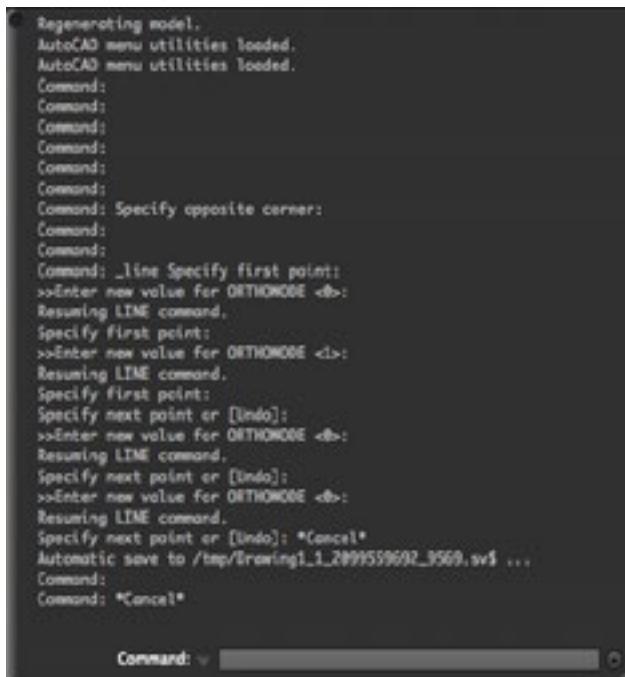 Regenerating model.
AutoCAD menu utilities loaded.
AutoCAD menu utilities loaded.
Command:
Command:
Command:
Command:
Command:
Command:
Command: Specify opposite corner:
Command:
Command:
Command: _line Specify first point:
>>Enter new value for ORTHOMODE <0>:
Resuming LINE command.
Specify first point:
>>Enter new value for ORTHOMODE <1>:
Resuming LINE command.
Specify first point:
Specify next point or [Undo]:
>>Enter new value for ORTHOMODE <0>:
Resuming LINE command.
Specify next point or [Undo]:
>>Enter new value for ORTHOMODE <0>:
Resuming LINE command.
Specify next point or [Undo]: *Cancel*
Automatic save to /tmp/Drawing1_1_2099559692_9569.sv$ ...
Command:
Command: *Cancel*
Command: